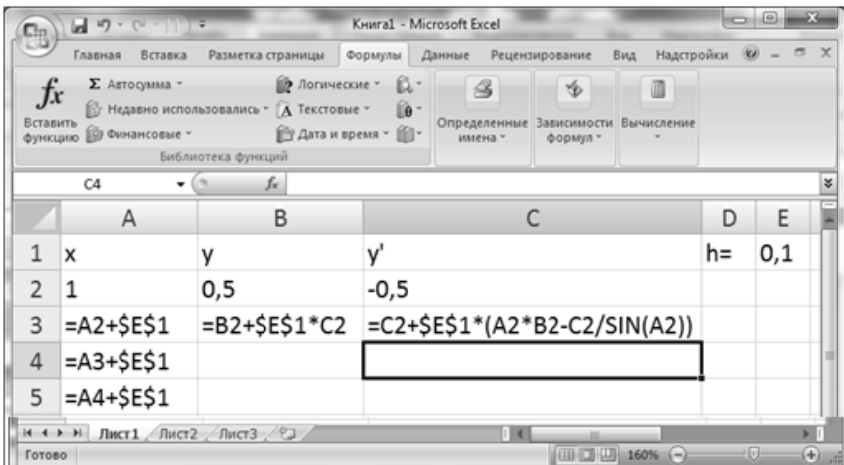 Книга1 - Microsoft Excel
Главная Вставка Разметка страницы Формулы Данные Рецензирование Вид Надстройки
fx Σ Автосумма Логические
Недавно использовались А Текстовые
Вставить функцию Финансовые Дата и время
Определенные имена Зависимости формул Вычисление
Библиотека функций
C4 fx
A B C D E
1 x y y' h= 0,1
2 1 0,5 -0,5
3 =A2+$E$1 =B2+$E$1*C2 =C2+$E$1*(A2*B2-C2/SIN(A2))
4 =A3+$E$1
5 =A4+$E$1
Лист1 Лист2 Лист3
Готово 160%